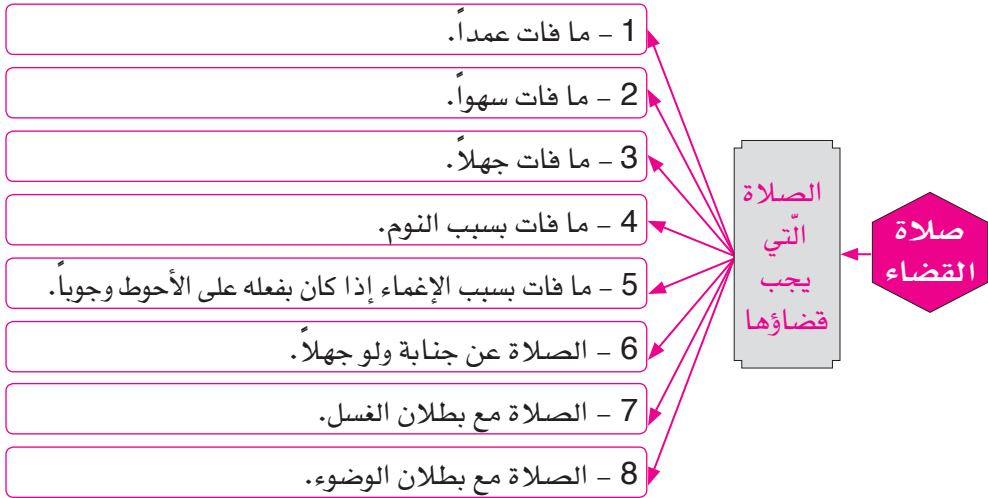 صلاة
القضاء
الصلاة
الّتي
يجب
قضاؤها
1 – ما فات عمداً.
2 – ما فات سهواً.
3 – ما فات جهلاً.
4 – ما فات بسبب النوم.
5 – ما فات بسبب الإغماء إذا كان بفعله على الأحوط وجوباً.
6 – الصلاة عن جنابة ولو جهلاً.
7 – الصلاة مع بطلان الغسل.
8 – الصلاة مع بطلان الوضوء.